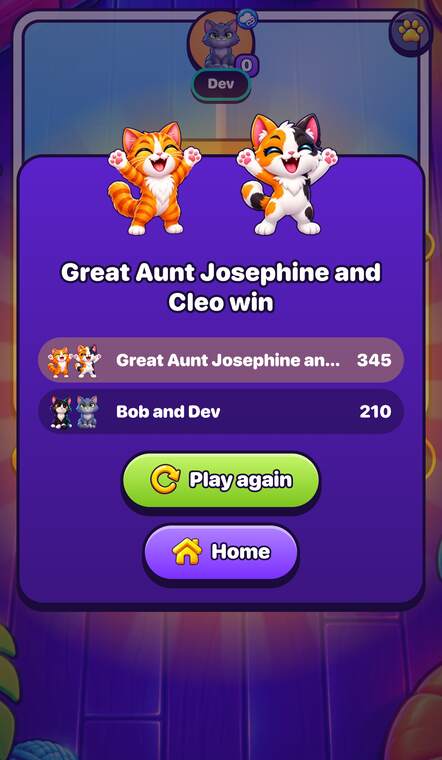 0
Dev
Great Aunt Josephine and
Cleo win
Great Aunt Josephine an... 345
Bob and Dev 210
Play again
Home